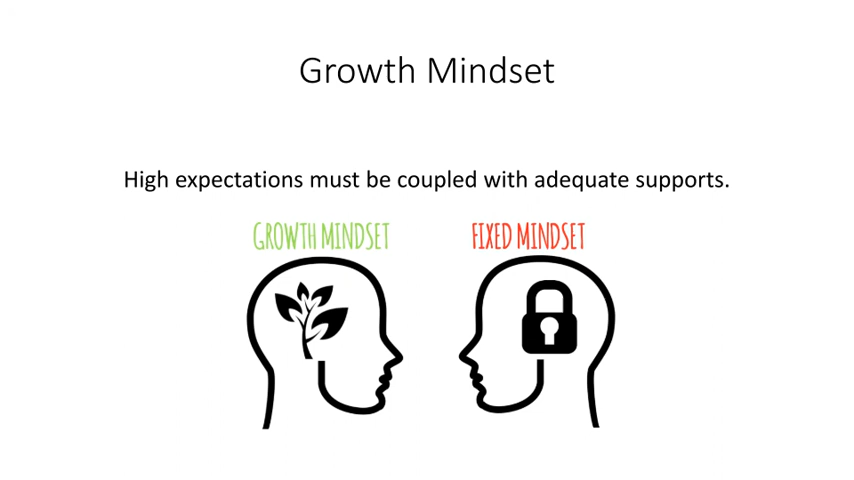 Growth Mindset
High expectations must be coupled with adequate supports.
GROWTH MINDSET
FIXED MINDSET